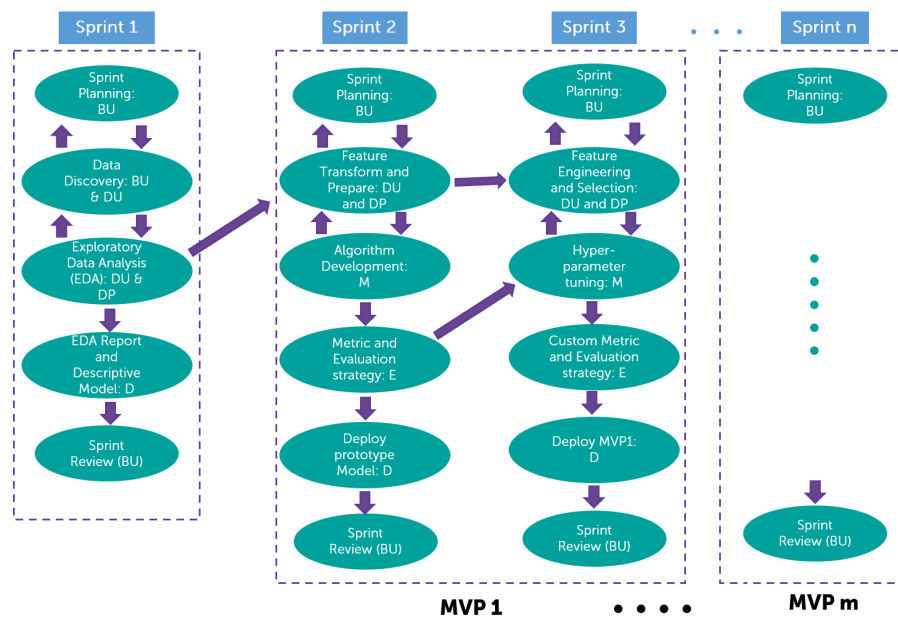 Sprint 1
Sprint 2
Sprint 3
Sprint n
Sprint
Planning:
BU
Data
Discovery: BU
& DU
Exploratory
Data Analysis
(EDA): DU &
DP
EDA Report
and
Descriptive
Model: D
Sprint
Review (BU)
Sprint
Planning:
BU
Feature
Transform and
Prepare: DU
and DP
Algorithm
Development:
M
Metric and
Evaluation
strategy: E
Deploy
prototype
Model: D
Sprint
Review (BU)
Sprint
Planning:
BU
Feature
Engineering
and Selection:
DU and DP
Hyper-
parameter
tuning: M
Custom Metric
and Evaluation
strategy: E
Deploy MVP1:
D
Sprint
Review (BU)
Sprint
Planning:
BU
Sprint
Review (BU)
MVP 1
MVP m